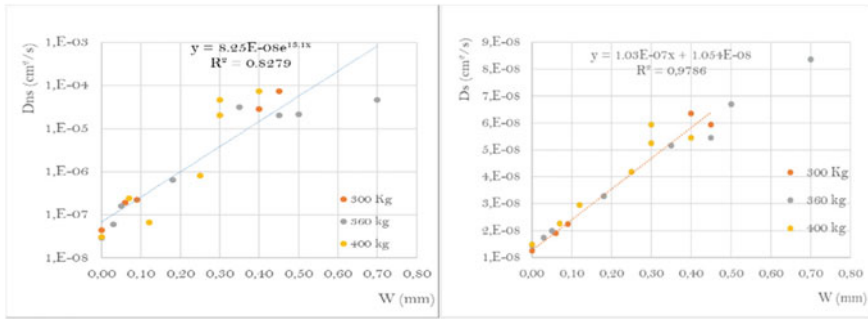 1,E-03
y = 8.25E-08e^15,1x
R² = 0.8279
1,E-04
1,E-05
1,E-06
1,E-07
1,E-08
Dns (cm²/s)
300 Kg
360 kg
400 kg
0,00 0,10 0,20 0,30 0,40 0,50 0,60 0,70 0,80
W (mm)
9,E-08
y = 1.03E-07x + 1.054E-08
R² = 0,9786
8,E-08
7,E-08
6,E-08
5,E-08
4,E-08
3,E-08
2,E-08
1,E-08
Ds (cm²/s)
300 Kg
360 kg
400 kg
0,00 0,10 0,20 0,30 0,40 0,50 0,60 0,70 0,80
W (mm)